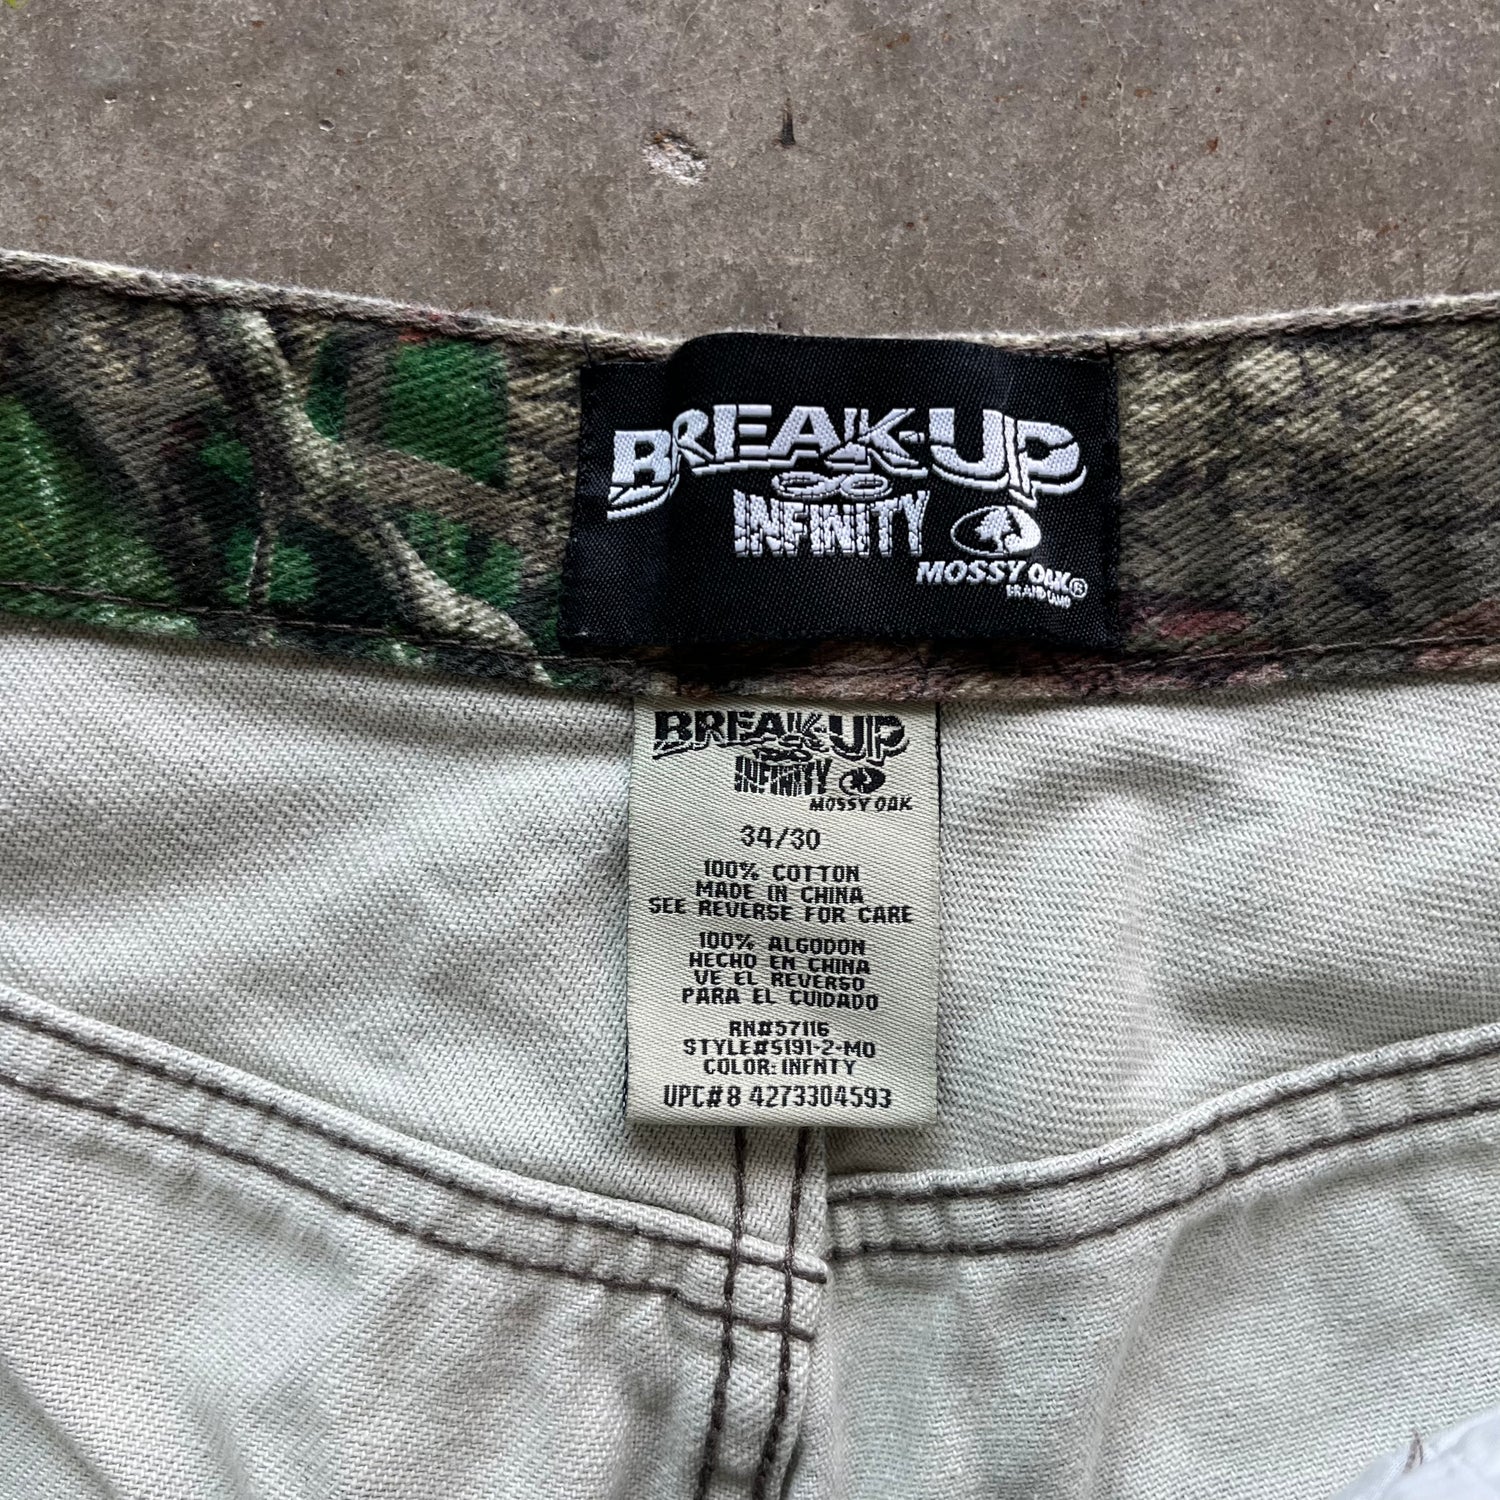 BREAK-UP
INFINITY
MOSSY OAK®
BRAND CAMO
BREAK-UP
INFINITY
MOSSY OAK
34/30
100% COTTON
MADE IN CHINA
SEE REVERSE FOR CARE
100% ALGODON
HECHO EN CHINA
VE EL REVERSO
PARA EL CUIDADO
RN#57116
STYLE#5191-2-MO
COLOR: INFNTY
UPC# 8 4273304593